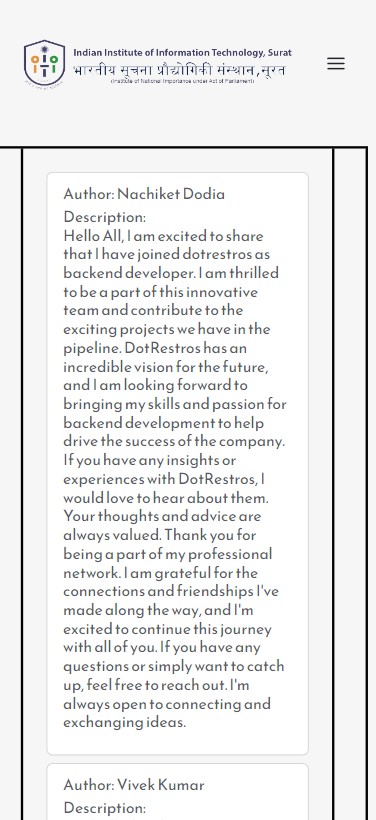 Indian Institute of Information Technology, Surat
भारतीय सूचना प्रौद्योगिकी संस्थान,सूरत
(Institute of National Importance under Act of Parliament)
Author: Nachiket Dodia
Description:
Hello All, I am excited to share
that I have joined dotrestros as
backend developer. I am thrilled
to be a part of this innovative
team and contribute to the
exciting projects we have in the
pipeline. DotRestros has an
incredible vision for the future,
and I am looking forward to
bringing my skills and passion for
backend development to help
drive the success of the company.
If you have any insights or
experiences with DotRestros, I
would love to hear about them.
Your thoughts and advice are
always valued. Thank you for
being a part of my professional
network. I am grateful for the
connections and friendships I've
made along the way, and I'm
excited to continue this journey
with all of you. If you have any
questions or simply want to catch
up, feel free to reach out. I'm
always open to connecting and
exchanging ideas.
Author: Vivek Kumar
Description: